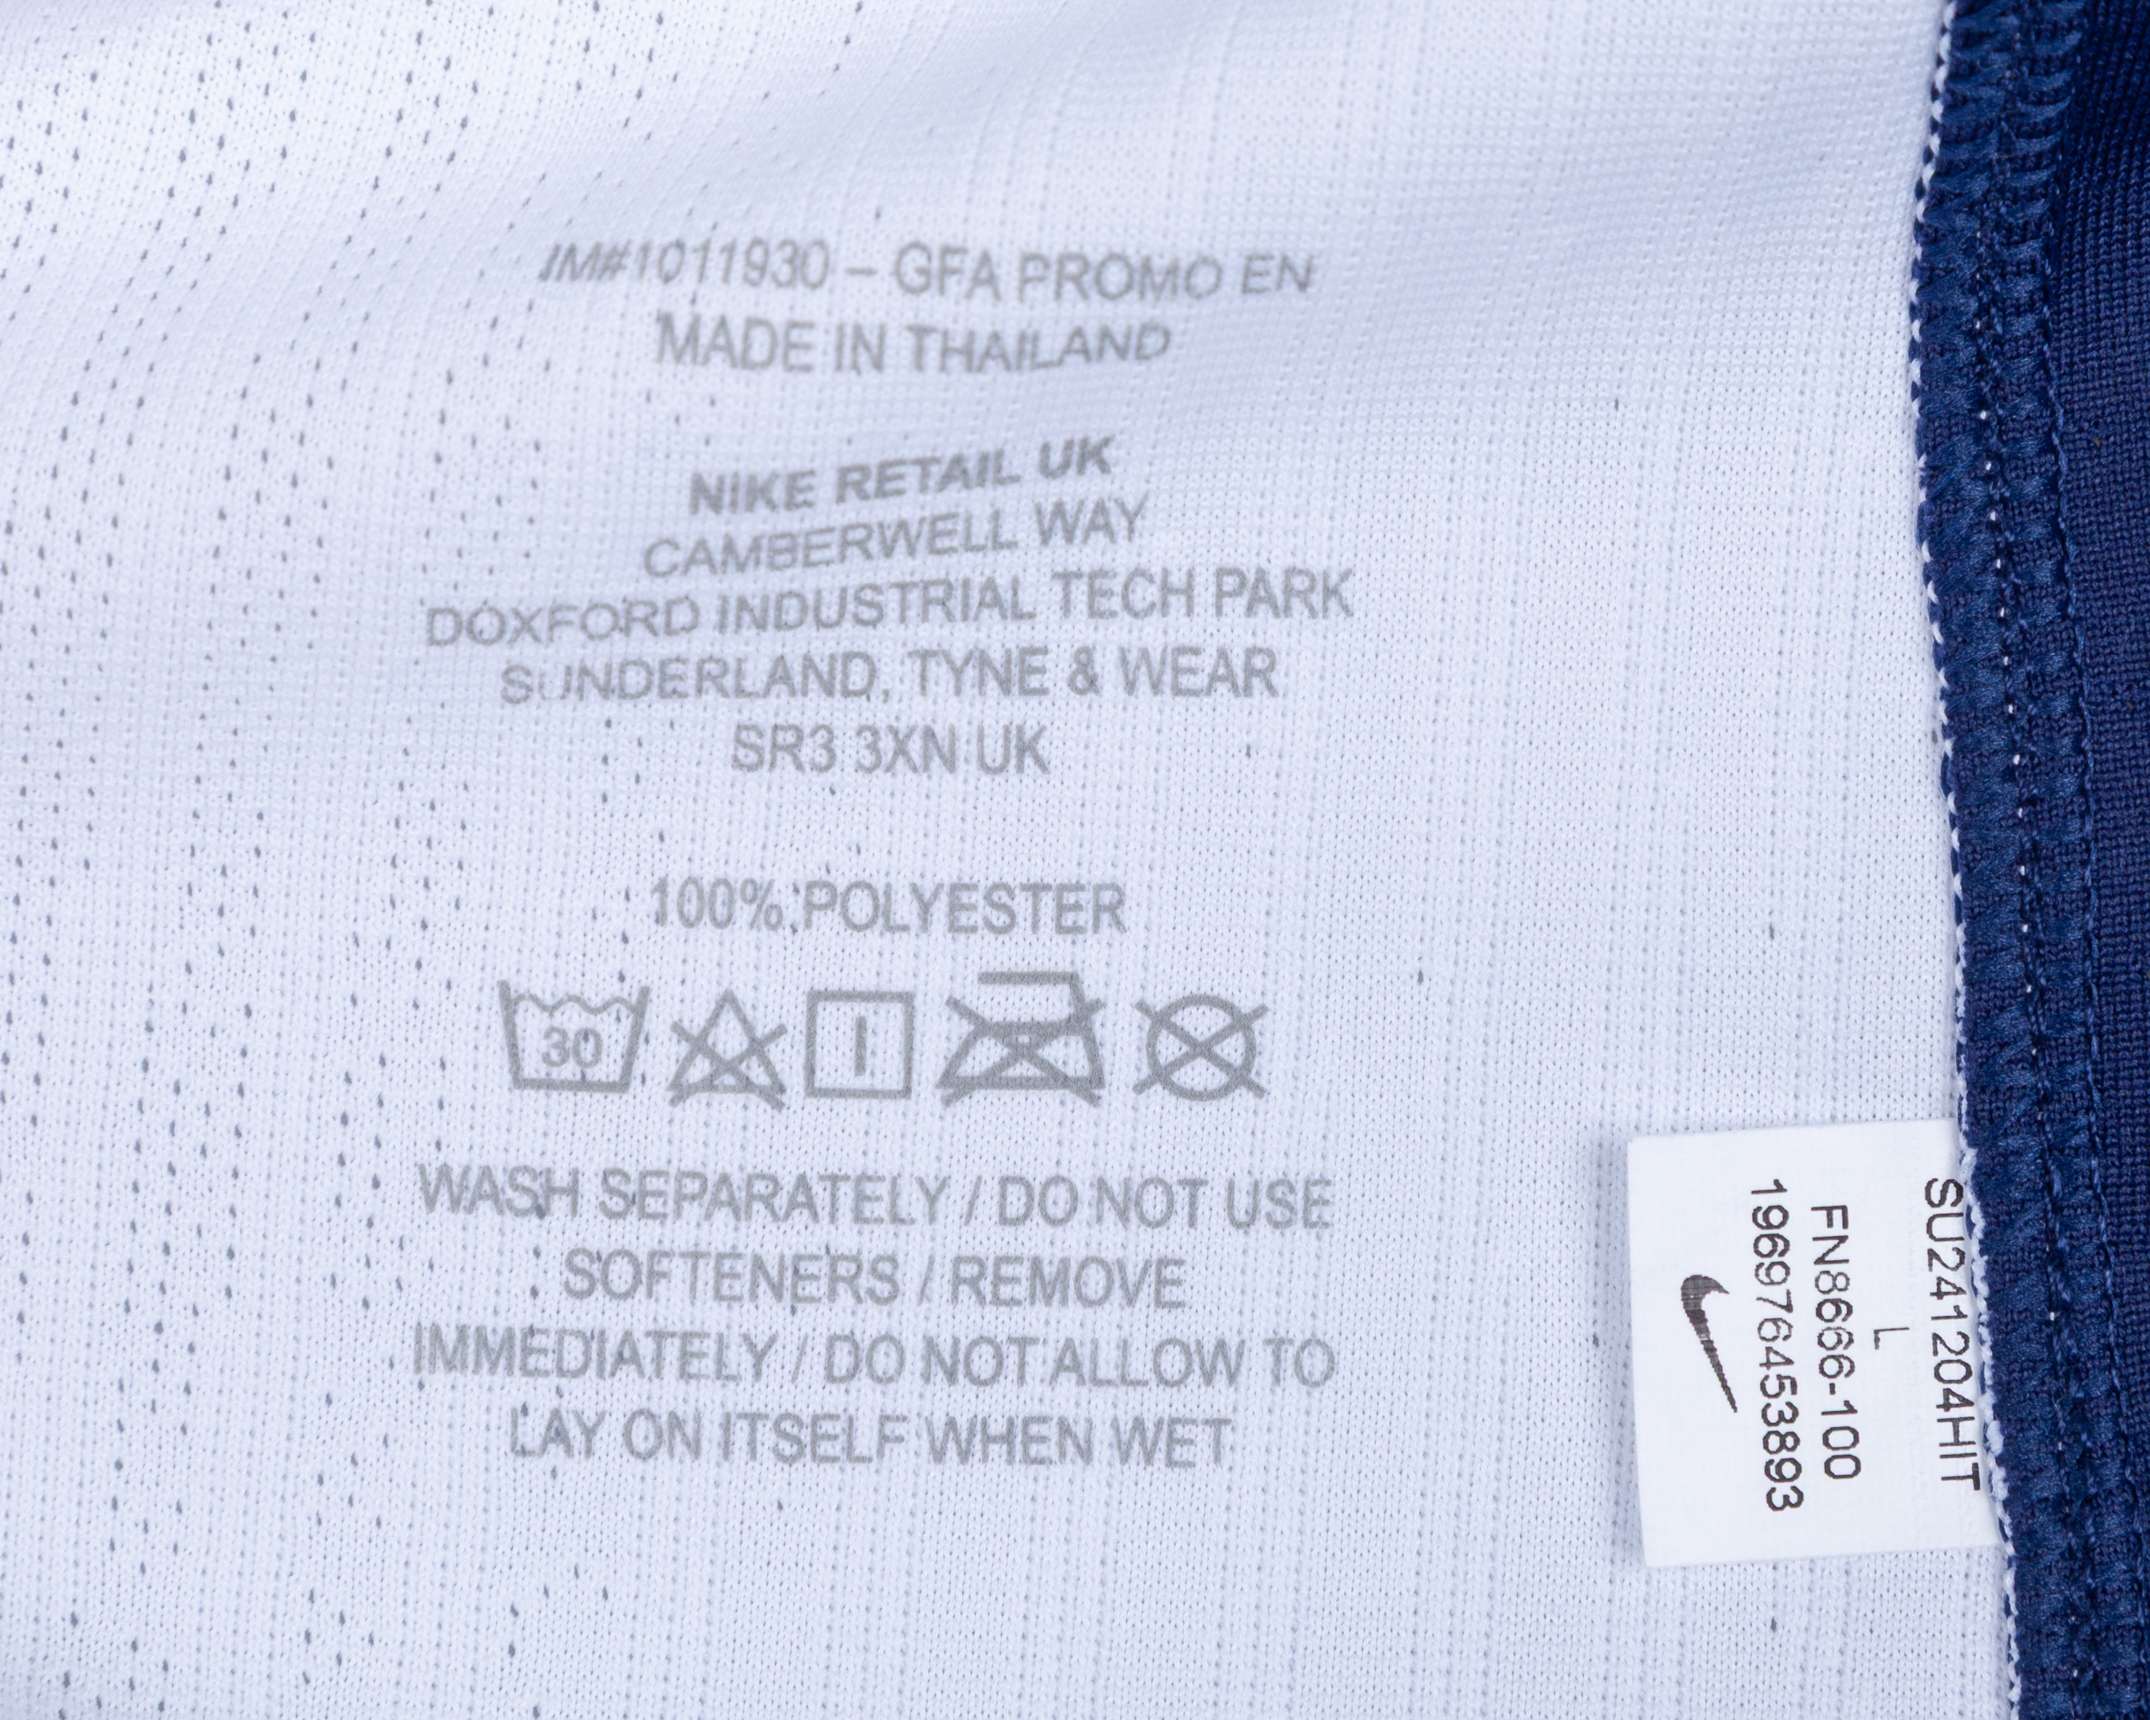 IM#1011930 – GFA PROMO EN
MADE IN THAILAND
NIKE RETAIL UK
CAMBERWELL WAY
DOXFORD INDUSTRIAL TECH PARK
SUNDERLAND, TYNE & WEAR
SR3 3XN UK
100% POLYESTER
30
WASH SEPARATELY / DO NOT USE
SOFTENERS / REMOVE
IMMEDIATELY / DO NOT ALLOW TO
LAY ON ITSELF WHEN WET
SU241204HIT
L
FN8666-100
196976453893